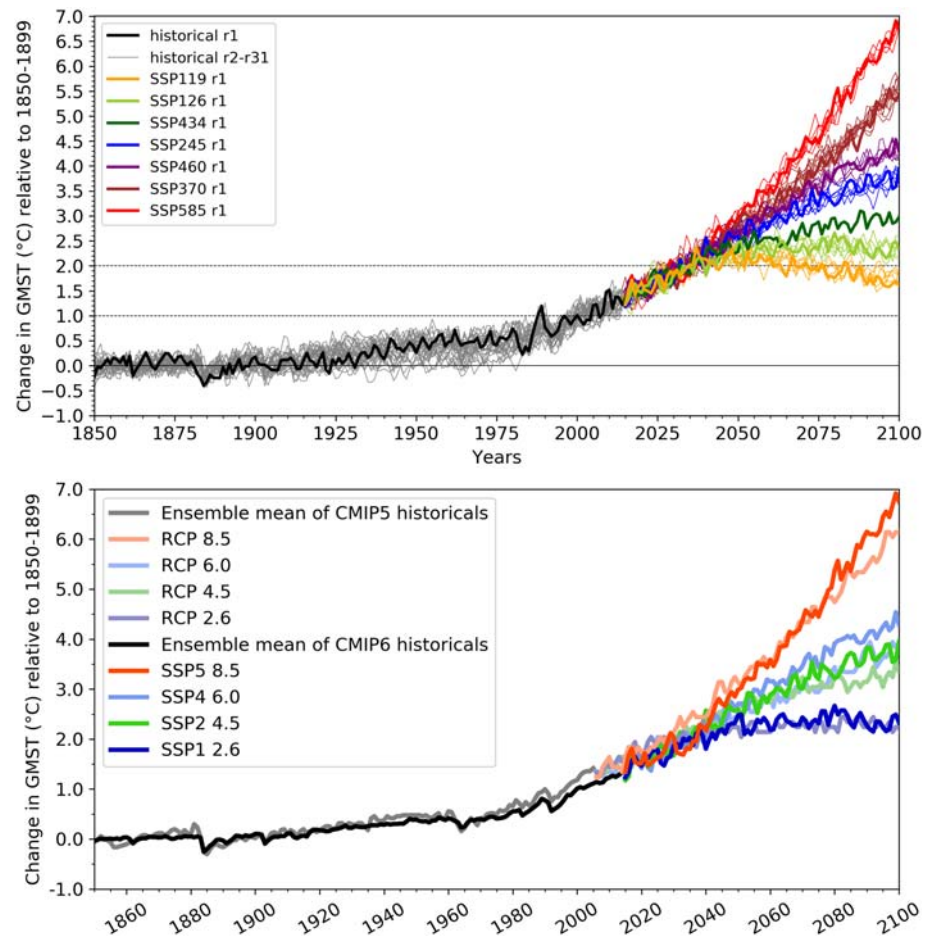 7.0
6.5
6.0
5.5
5.0
4.5
4.0
3.5
3.0
2.5
2.0
1.5
1.0
0.5
0.0
−0.5
−1.0
Change in GMST (°C) relative to 1850-1899
historical r1
historical r2-r31
SSP119 r1
SSP126 r1
SSP434 r1
SSP245 r1
SSP460 r1
SSP370 r1
SSP585 r1
1850 1875 1900 1925 1950 1975 2000 2025 2050 2075 2100
Years
7.0
6.0
5.0
4.0
3.0
2.0
1.0
0.0
-1.0
Change in GMST (°C) relative to 1850-1899
Ensemble mean of CMIP5 historicals
RCP 8.5
RCP 6.0
RCP 4.5
RCP 2.6
Ensemble mean of CMIP6 historicals
SSP5 8.5
SSP4 6.0
SSP2 4.5
SSP1 2.6
1860 1880 1900 1920 1940 1960 1980 2000 2020 2040 2060 2080 2100